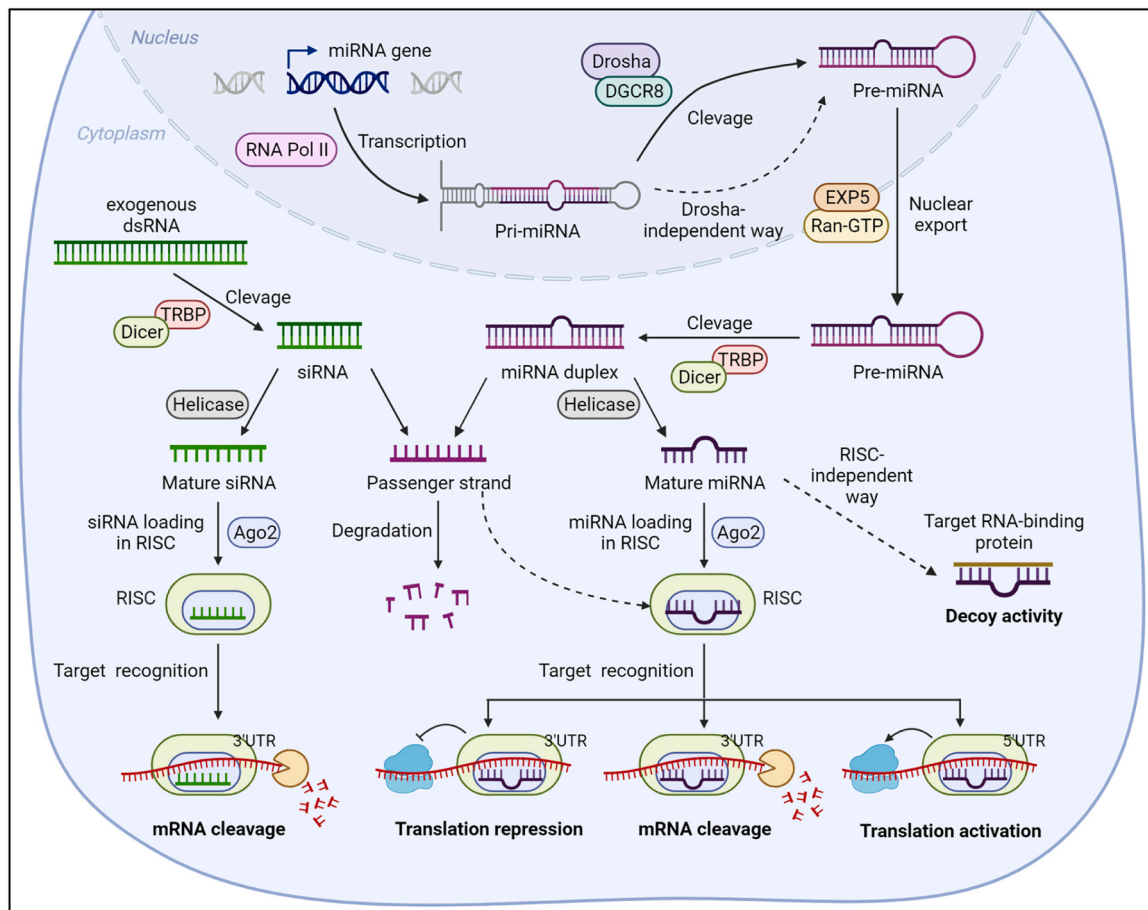 Nucleus
miRNA gene
Drosha
DGCR8
Pre-miRNA
Cytoplasm
RNA Pol II
Transcription
Clevage
Pri-miRNA
Drosha-
independent way
EXP5
Ran-GTP
Nuclear
export
exogenous
dsRNA
Clevage
TRBP
Dicer
siRNA
miRNA duplex
Clevage
TRBP
Dicer
Pre-miRNA
Helicase
Helicase
Mature siRNA
Passenger strand
Mature miRNA
RISC-
independent
way
siRNA loading
in RISC
Ago2
Degradation
miRNA loading
in RISC
Ago2
Target RNA-binding
protein
Decoy activity
RISC
RISC
Target recognition
Target recognition
3'UTR
3'UTR
3'UTR
5'UTR
mRNA cleavage
Translation repression
mRNA cleavage
Translation activation